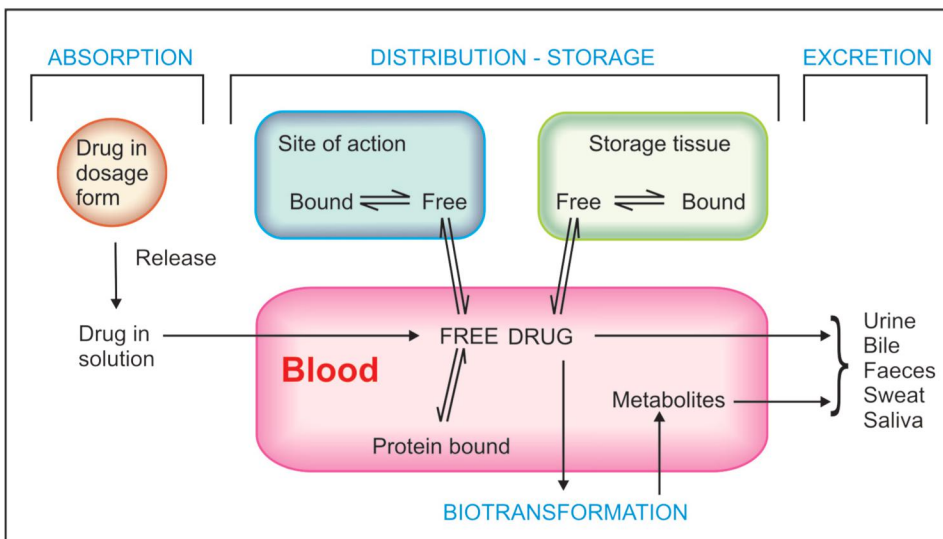 ABSORPTION
DISTRIBUTION - STORAGE
EXCRETION
Drug in
dosage
form
Release
Drug in
solution
Site of action
Bound Free
Storage tissue
Free Bound
FREE DRUG
Blood
Protein bound
Metabolites
BIOTRANSFORMATION
Urine
Bile
Faeces
Sweat
Saliva